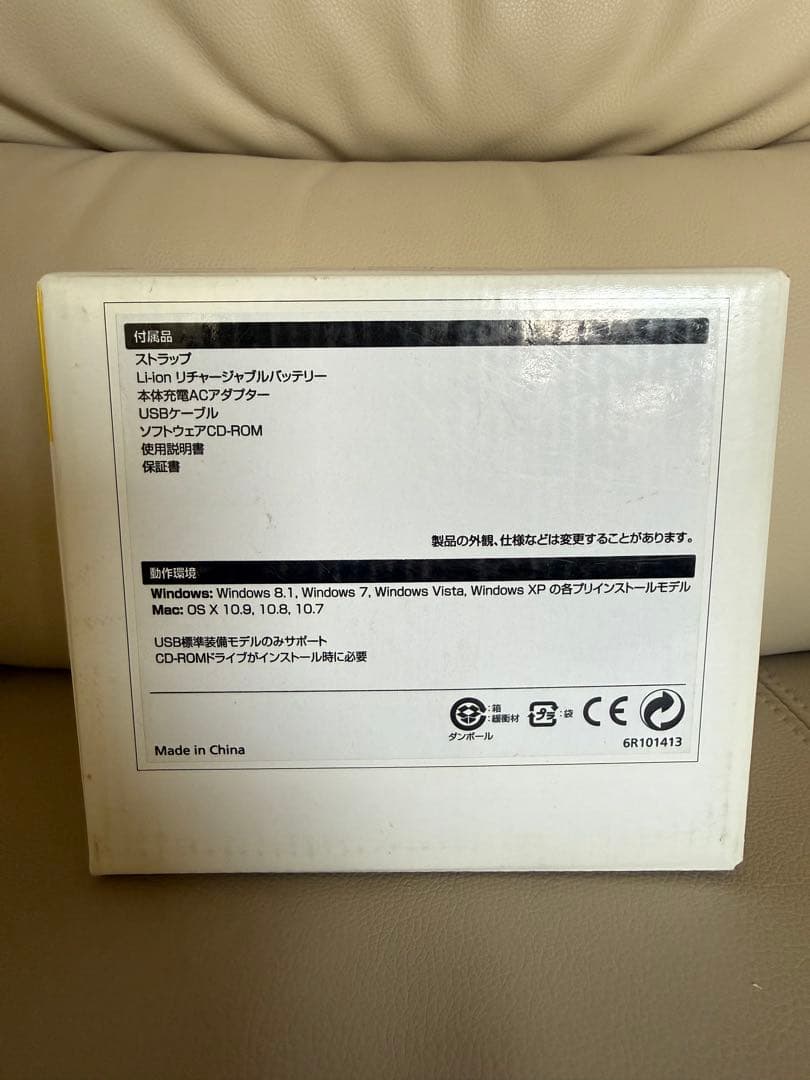 付属品
ストラップ
Li-ion リチャージャブルバッテリー
本体充電ACアダプター
USBケーブル
ソフトウェアCD-ROM
使用説明書
保証書
製品の外観、仕様などは変更することがあります。
動作環境
Windows: Windows 8.1, Windows 7, Windows Vista, Windows XP の各プリインストールモデル
Mac: OS X 10.9, 10.8, 10.7
USB標準装備モデルのみサポート
CD-ROMドライブがインストール時に必要
:箱
:緩衝材
ダンボール
プラ
:袋
CE
Made in China
6R101413